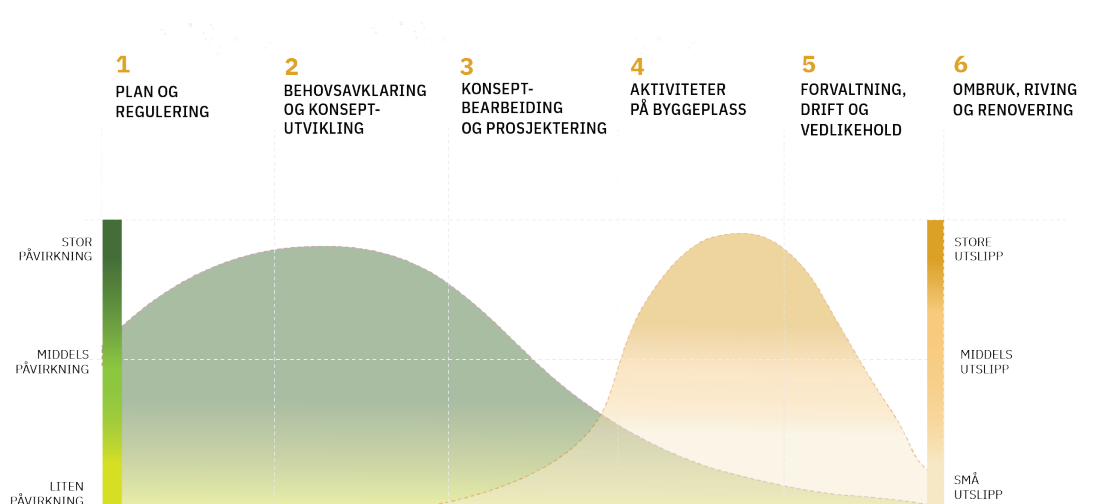 1
PLAN OG
REGULERING
2
BEHOVSAVKLARING
OG KONSEPT-
UTVIKLING
3
KONSEPT-
BEARBEIDING
OG PROSJEKTERING
4
AKTIVITETER
PÅ BYGGEPLASS
5
FORVALTNING,
DRIFT OG
VEDLIKEHOLD
6
OMBRUK, RIVING
OG RENOVERING
STOR
PÅVIRKNING
MIDDELS
PÅVIRKNING
LITEN
PÅVIRKNING
STORE
UTSLIPP
MIDDELS
UTSLIPP
SMÅ
UTSLIPP